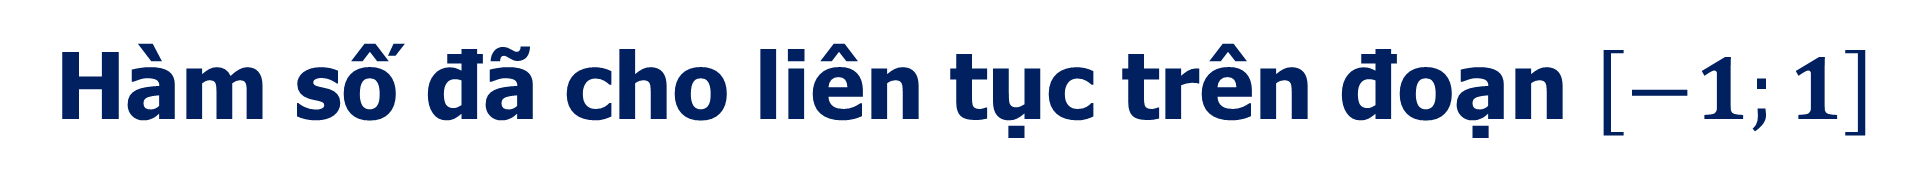 Hàm số đã cho liên tục trên đoạn [−1; 1]